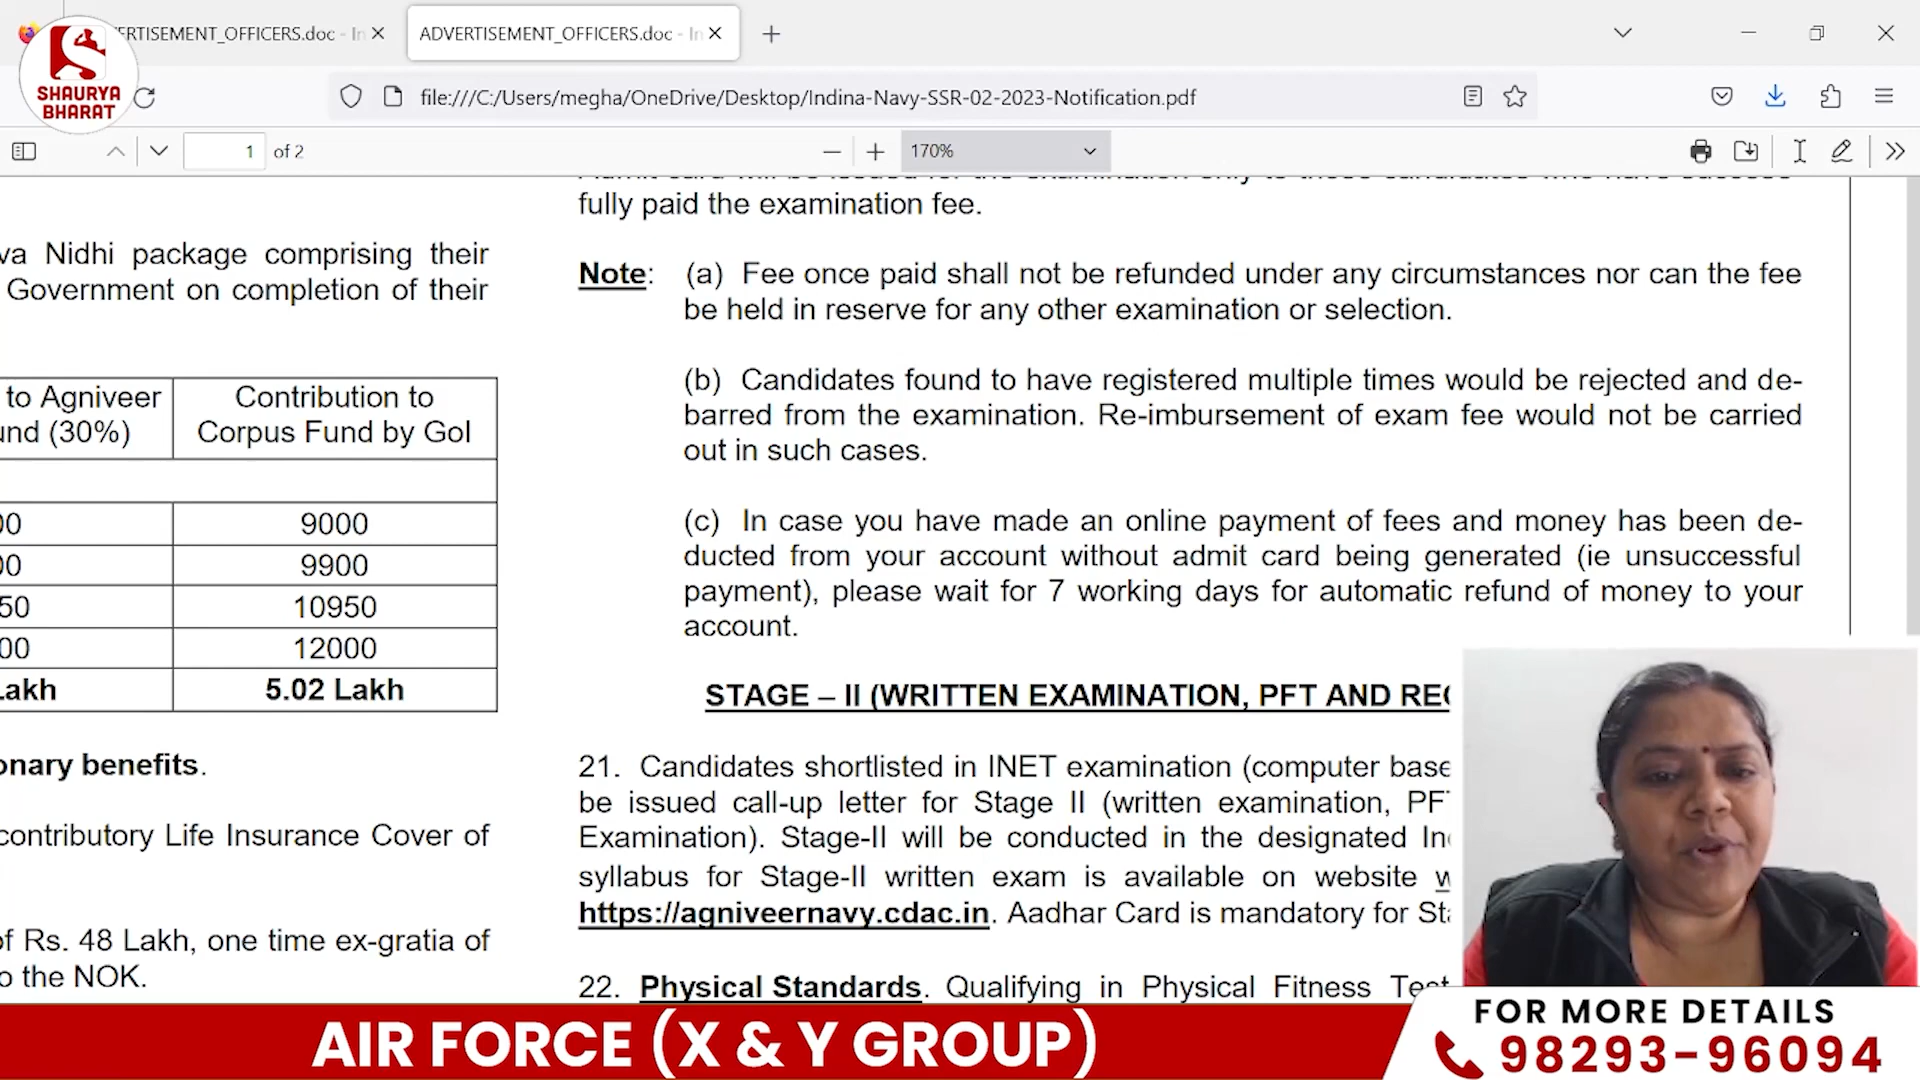 ERTISEMENT_OFFICERS.doc - In
ADVERTISEMENT_OFFICERS.doc - In
SHAURYA
BHARAT
file:///C:/Users/megha/OneDrive/Desktop/Indina-Navy-SSR-02-2023-Notification.pdf
1 of 2
170%
fully paid the examination fee.
va Nidhi package comprising their
Government on completion of their
to Agniveer
und (30%)
Contribution to
Corpus Fund by GoI
00 9000
00 9900
50 10950
00 12000
Lakh 5.02 Lakh
onary benefits.
contributory Life Insurance Cover of
of Rs. 48 Lakh, one time ex-gratia of
o the NOK.
Note: (a) Fee once paid shall not be refunded under any circumstances nor can the fee
be held in reserve for any other examination or selection.
(b) Candidates found to have registered multiple times would be rejected and de-
barred from the examination. Re-imbursement of exam fee would not be carried
out in such cases.
(c) In case you have made an online payment of fees and money has been de-
ducted from your account without admit card being generated (ie unsuccessful
payment), please wait for 7 working days for automatic refund of money to your
account.
STAGE – II (WRITTEN EXAMINATION, PFT AND REC
21. Candidates shortlisted in INET examination (computer base
be issued call-up letter for Stage II (written examination, PFT
Examination). Stage-II will be conducted in the designated In
syllabus for Stage-II written exam is available on website w
https://agniveernavy.cdac.in. Aadhar Card is mandatory for Sta
22. Physical Standards. Qualifying in Physical Fitness Test
AIR FORCE (X & Y GROUP)
FOR MORE DETAILS
98293-96094